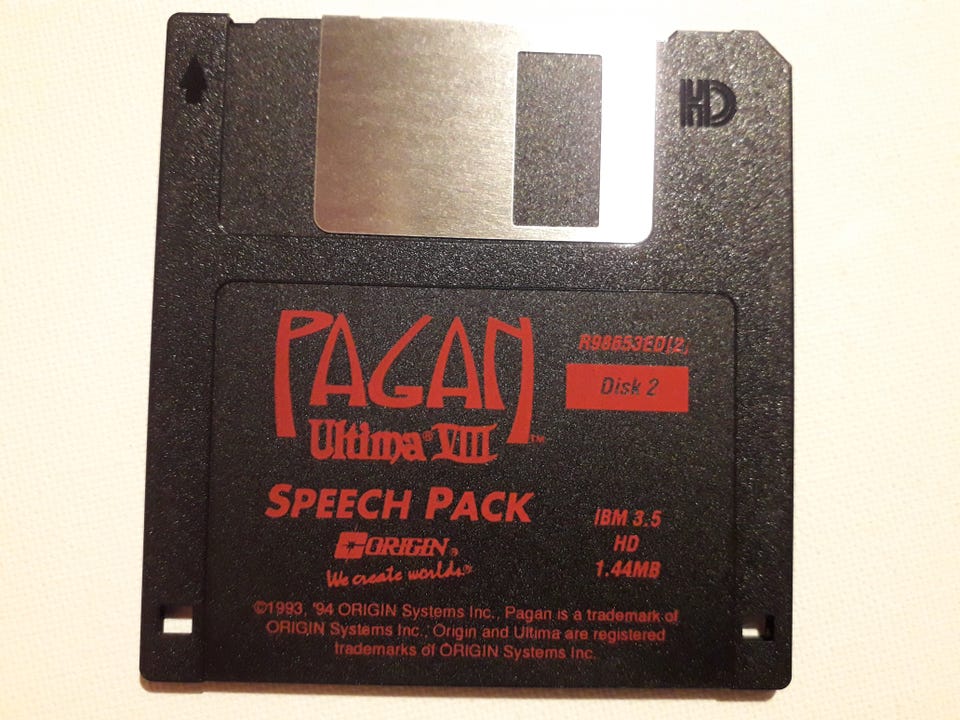 HD
PAGAN™
Ultima® VIII
SPEECH PACK
ORIGIN®
We create worlds.®
R98653ED(2)
Disk 2
IBM 3.5
HD
1.44MB
©1993, '94 ORIGIN Systems Inc., Pagan is a trademark of
ORIGIN Systems Inc., Origin and Ultima are registered
trademarks of ORIGIN Systems Inc.